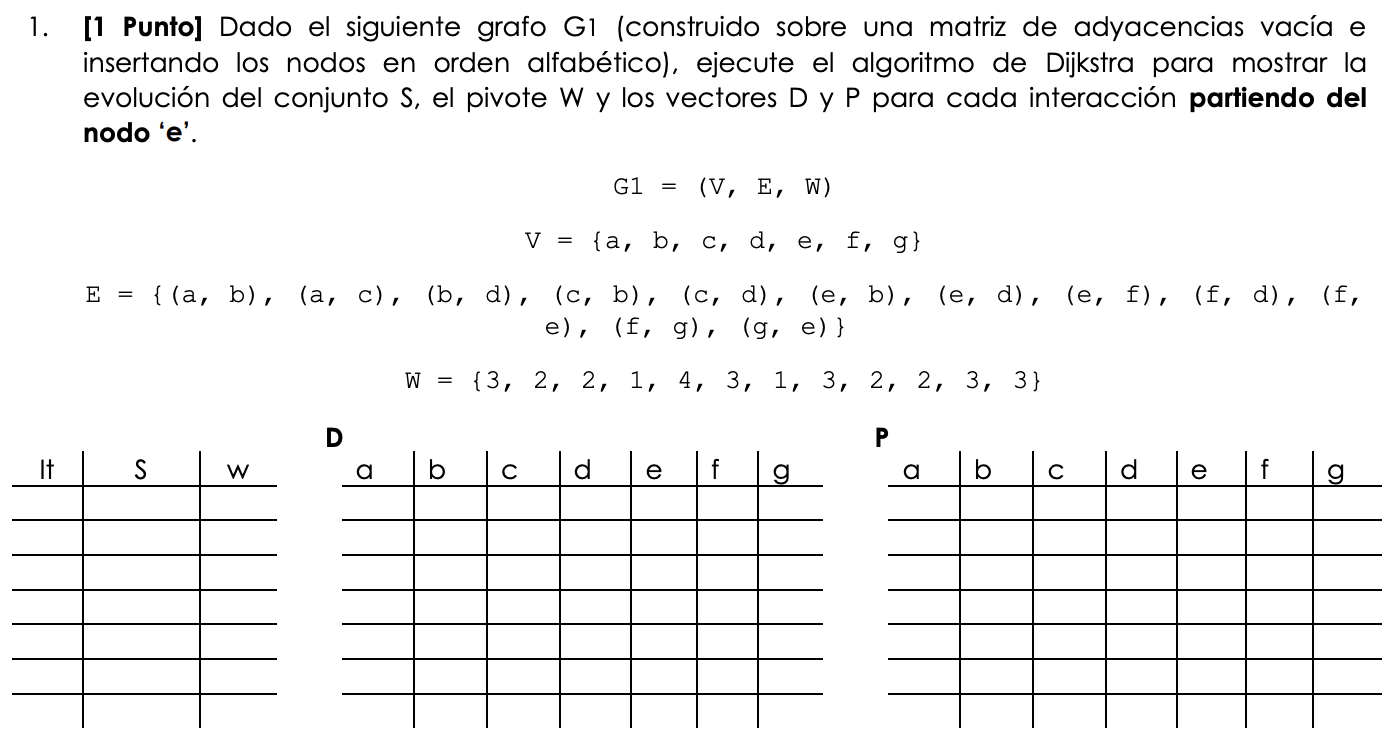 1. [1 Punto] Dado el siguiente grafo G1 (construido sobre una matriz de adyacencias vacía e
insertando los nodos en orden alfabético), ejecute el algoritmo de Dijkstra para mostrar la
evolución del conjunto S, el pivote W y los vectores D y P para cada interacción partiendo del
nodo ‘e’.
G1 = (V, E, W)
V = {a, b, c, d, e, f, g}
E = {(a, b), (a, c), (b, d), (c, b), (c, d), (e, b), (e, d), (e, f), (f, d), (f,
e), (f, g), (g, e)}
W = {3, 2, 2, 1, 4, 3, 1, 3, 2, 2, 3, 3}
D P
It S w a b c d e f g a b c d e f g